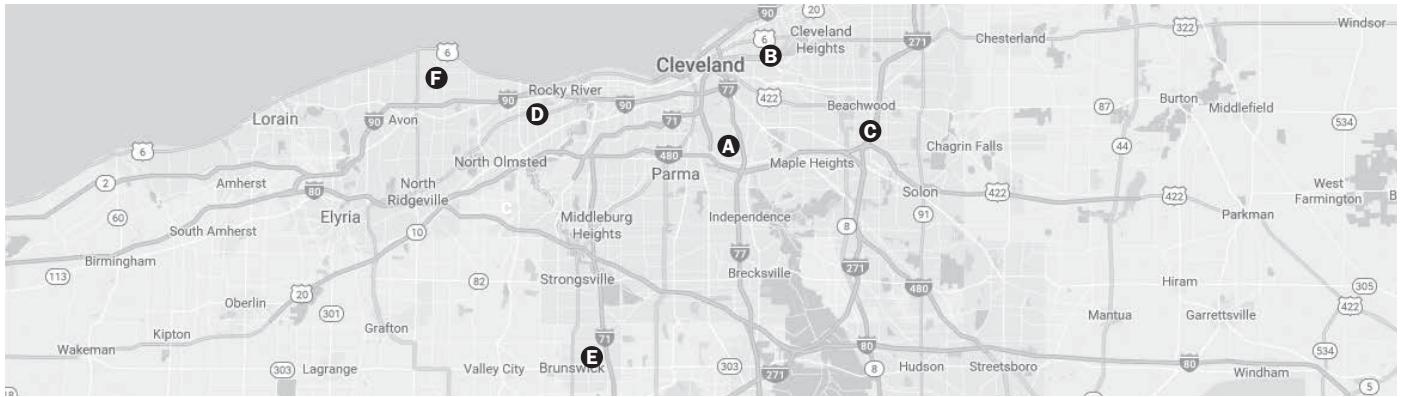 90
20
322
Windsor
6
Cleveland
Heights
271
Chesterland
6
B
Cleveland
F
77
Rocky River
90
90
422
Beachwood
87
Burton
Middlefield
D
Lorain
90
Avon
71
C
534
A
Chagrin Falls
44
6
North Olmsted
480
Maple Heights
Parma
2
Amherst
80
North
Ridgeville
Solon
422
422
West
Farmington
B
60
Elyria
C
Middleburg
Heights
Independence
91
Parkman
South Amherst
10
8
113
Birmingham
77
271
Strongsville
Brecksville
82
480
Hiram
305
20
Oberlin
301
422
Mantua
Garrettsville
Kipton
Grafton
71
Wakeman
E
80
534
303
Lagrange
Valley City
Brunswick
303
271
8
Hudson
Streetsboro
80
Windham
5
18